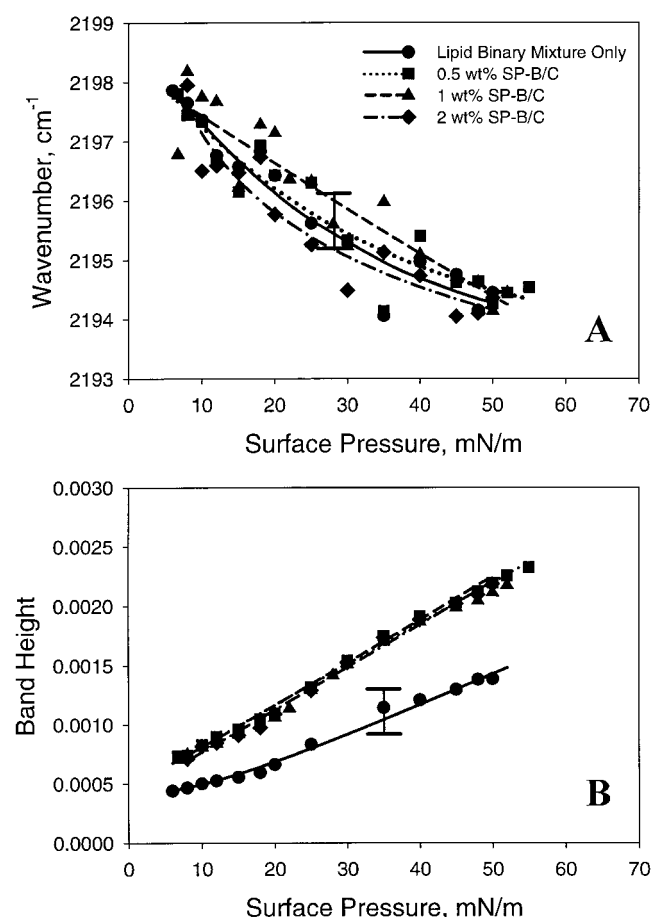 2199
2198
2197
2196
2195
2194
2193
Wavenumber, cm⁻¹
Lipid Binary Mixture Only
0.5 wt% SP-B/C
1 wt% SP-B/C
2 wt% SP-B/C
A
0 10 20 30 40 50 60 70
Surface Pressure, mN/m
0.0030
0.0025
0.0020
0.0015
0.0010
0.0005
0.0000
Band Height
B
0 10 20 30 40 50 60 70
Surface Pressure, mN/m